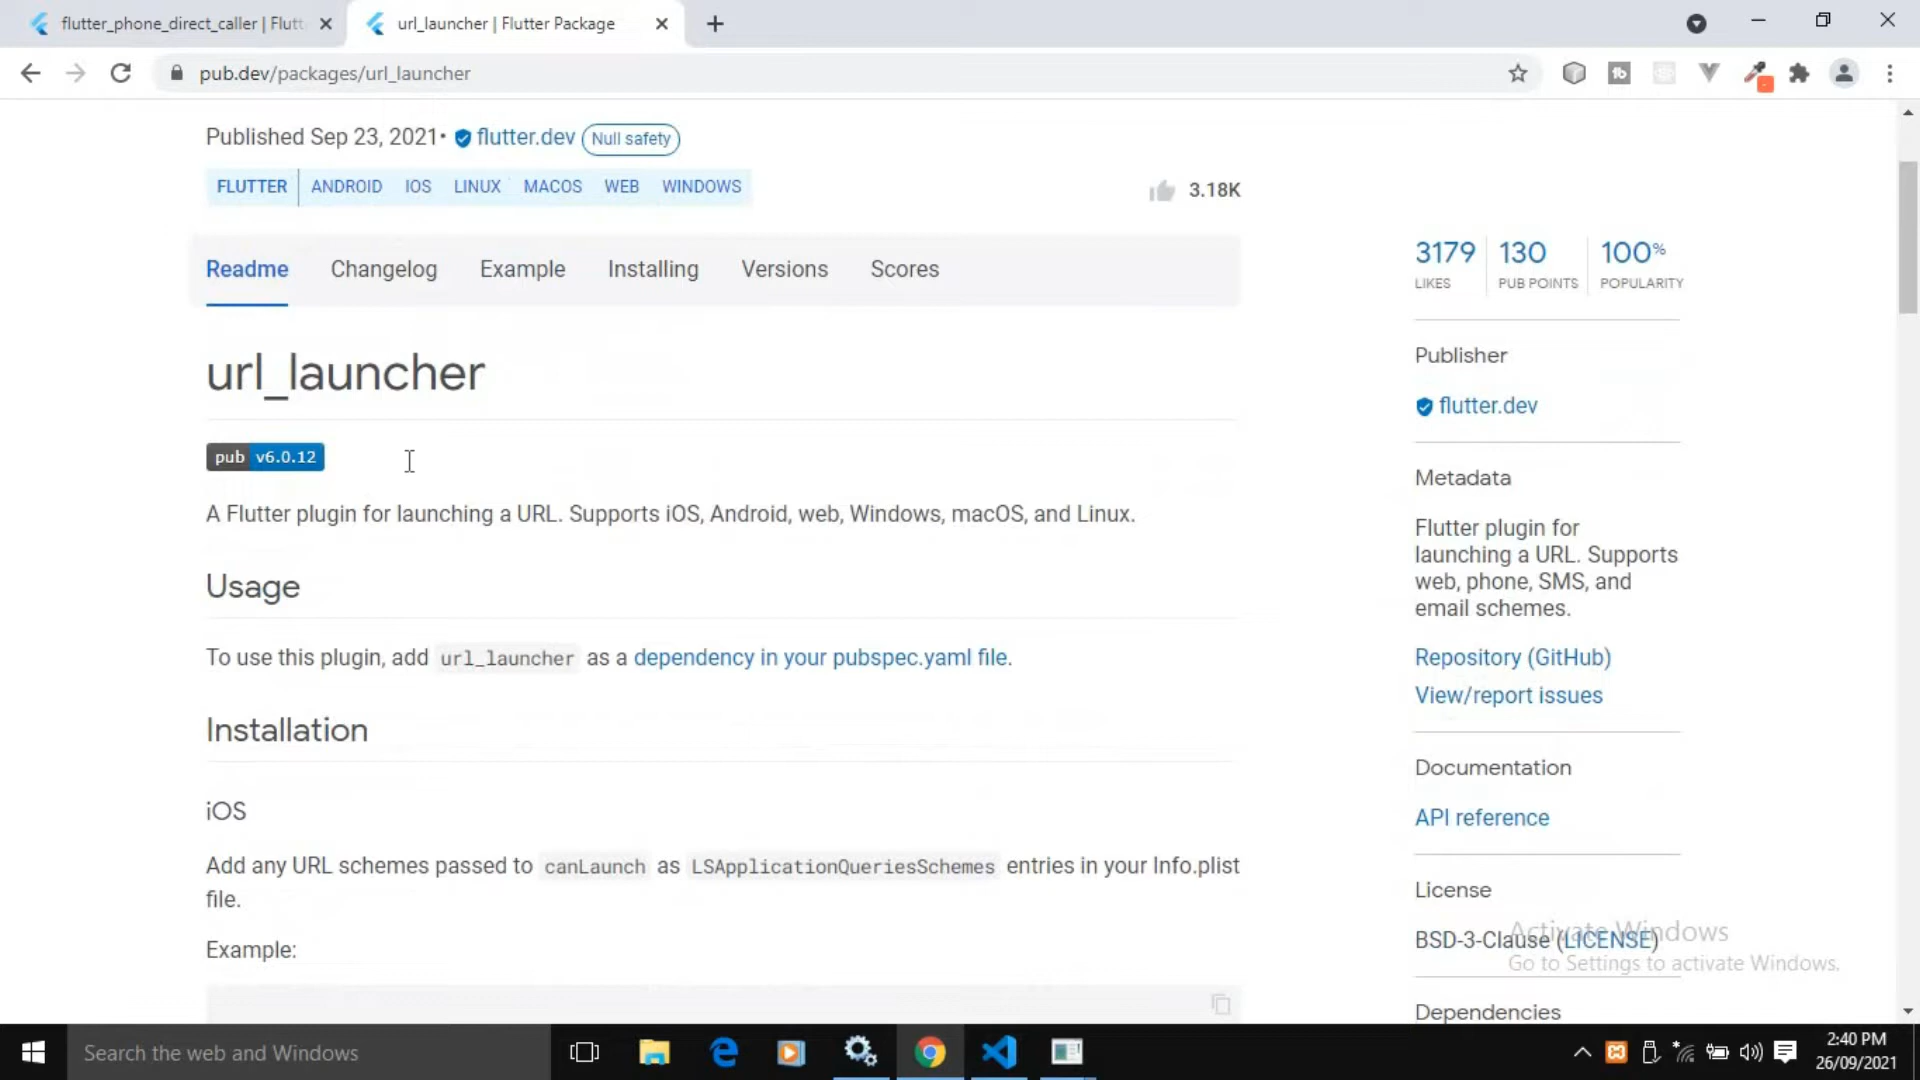 flutter_phone_direct_caller | Flutt
url_launcher | Flutter Package
pub.dev/packages/url_launcher
Published Sep 23, 2021• flutter.dev Null safety
FLUTTER ANDROID IOS LINUX MACOS WEB WINDOWS
3.18K
Readme Changelog Example Installing Versions Scores
url_launcher
pub v6.0.12
A Flutter plugin for launching a URL. Supports iOS, Android, web, Windows, macOS, and Linux.
Usage
To use this plugin, add url_launcher as a dependency in your pubspec.yaml file.
Installation
iOS
Add any URL schemes passed to canLaunch as LSApplicationQueriesSchemes entries in your Info.plist
file.
Example:
3179 130 100%
LIKES PUB POINTS POPULARITY
Publisher
flutter.dev
Metadata
Flutter plugin for
launching a URL. Supports
web, phone, SMS, and
email schemes.
Repository (GitHub)
View/report issues
Documentation
API reference
License
BSD-3-Clause (LICENSE)
Activate Windows
Go to Settings to activate Windows.
Dependencies
Search the web and Windows
2:40 PM
26/09/2021